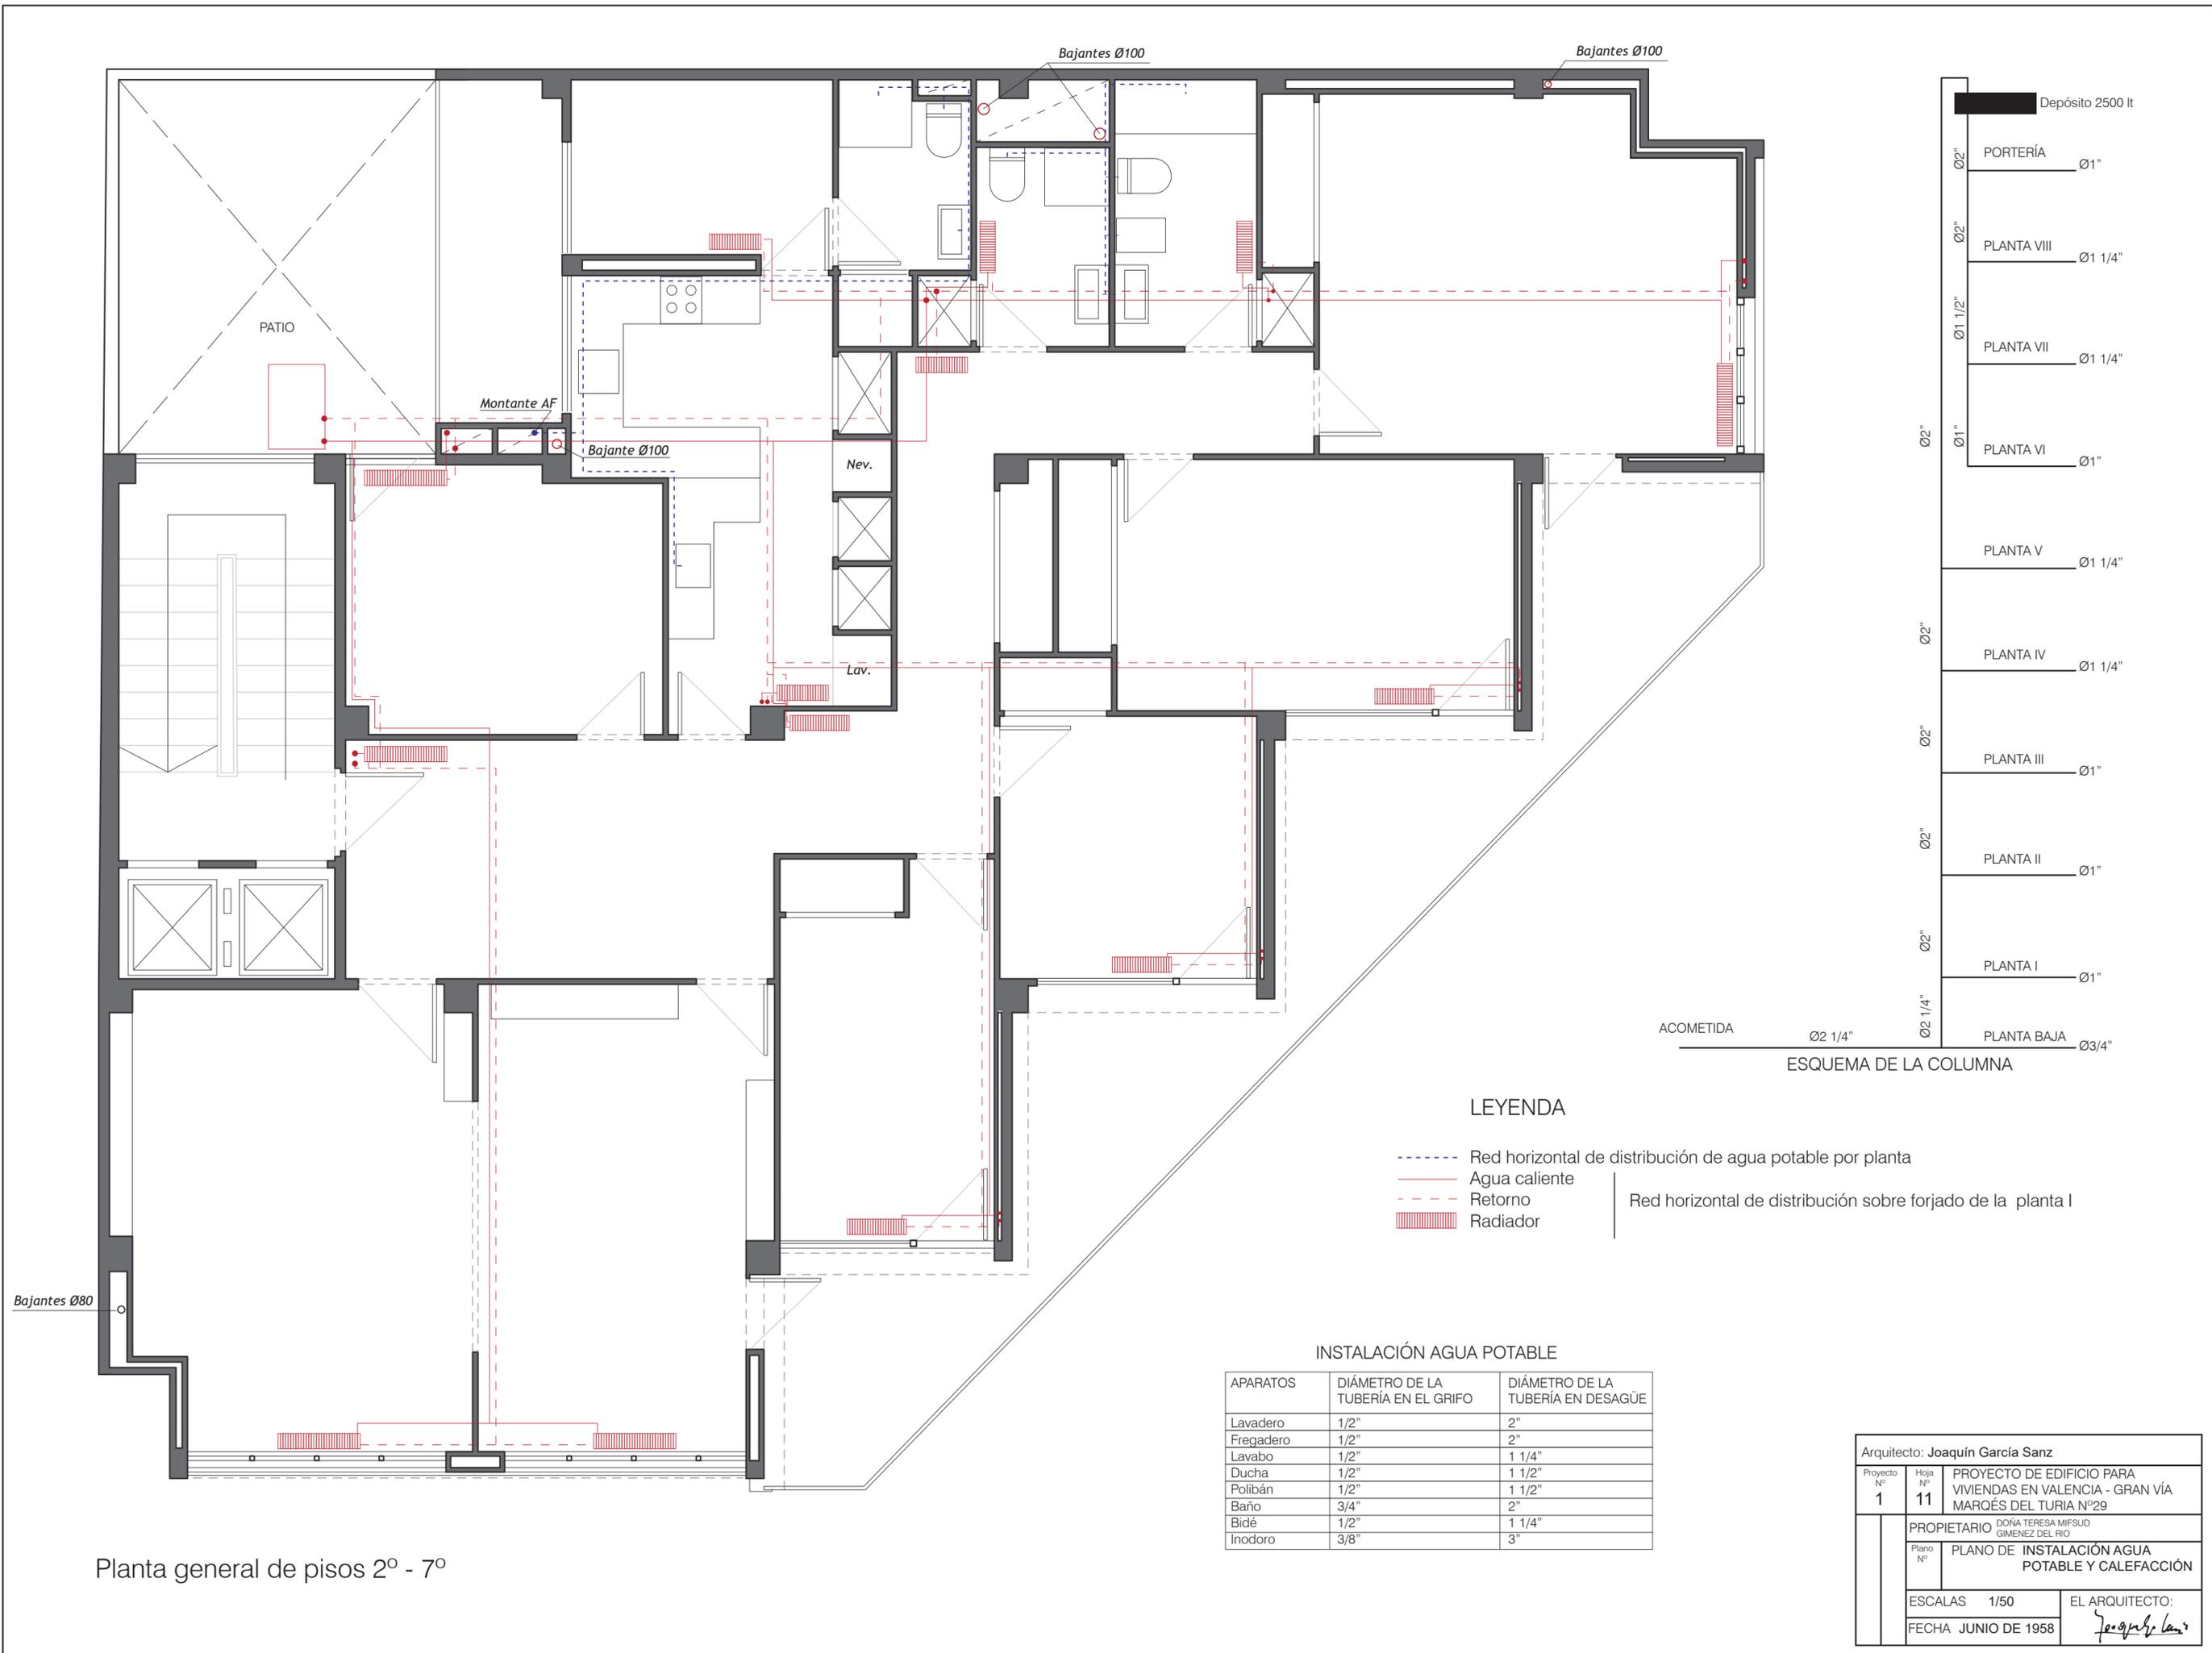 Bajantes Ø100
Bajantes Ø100
PATIO
Montante AF
Bajante Ø100
Nev.
Lav.
Bajantes Ø80
Planta general de pisos 2º - 7º
Depósito 2500 lt
Ø2"
PORTERÍA
Ø1"
Ø2"
PLANTA VIII
Ø1 1/4"
Ø1 1/2"
PLANTA VII
Ø1 1/4"
Ø2"
Ø1"
PLANTA VI
Ø1"
PLANTA V
Ø1 1/4"
Ø2"
PLANTA IV
Ø1 1/4"
Ø2"
PLANTA III
Ø1"
Ø2"
PLANTA II
Ø1"
Ø2"
PLANTA I
Ø1"
ACOMETIDA
Ø2 1/4"
Ø2 1/4"
PLANTA BAJA
Ø3/4"
ESQUEMA DE LA COLUMNA
LEYENDA
Red horizontal de distribución de agua potable por planta
Agua caliente
Retorno
Radiador
Red horizontal de distribución sobre forjado de la planta I
INSTALACIÓN AGUA POTABLE
APARATOS
DIÁMETRO DE LA
TUBERÍA EN EL GRIFO
DIÁMETRO DE LA
TUBERÍA EN DESAGÜE
Lavadero 1/2" 2"
Fregadero 1/2" 2"
Lavabo 1/2" 1 1/4"
Ducha 1/2" 1 1/2"
Polibán 1/2" 1 1/2"
Baño 3/4" 2"
Bidé 1/2" 1 1/4"
Inodoro 3/8" 3"
Arquitecto: Joaquín García Sanz
Proyecto
Nº
1
Hoja
Nº
11
PROYECTO DE EDIFICIO PARA
VIVIENDAS EN VALENCIA - GRAN VÍA
MARQÉS DEL TURIA Nº29
PROPIETARIO DOÑA TERESA MIFSUD
GIMENEZ DEL RIO
Plano
Nº
PLANO DE INSTALACIÓN AGUA
POTABLE Y CALEFACCIÓN
ESCALAS 1/50
EL ARQUITECTO:
FECHA JUNIO DE 1958